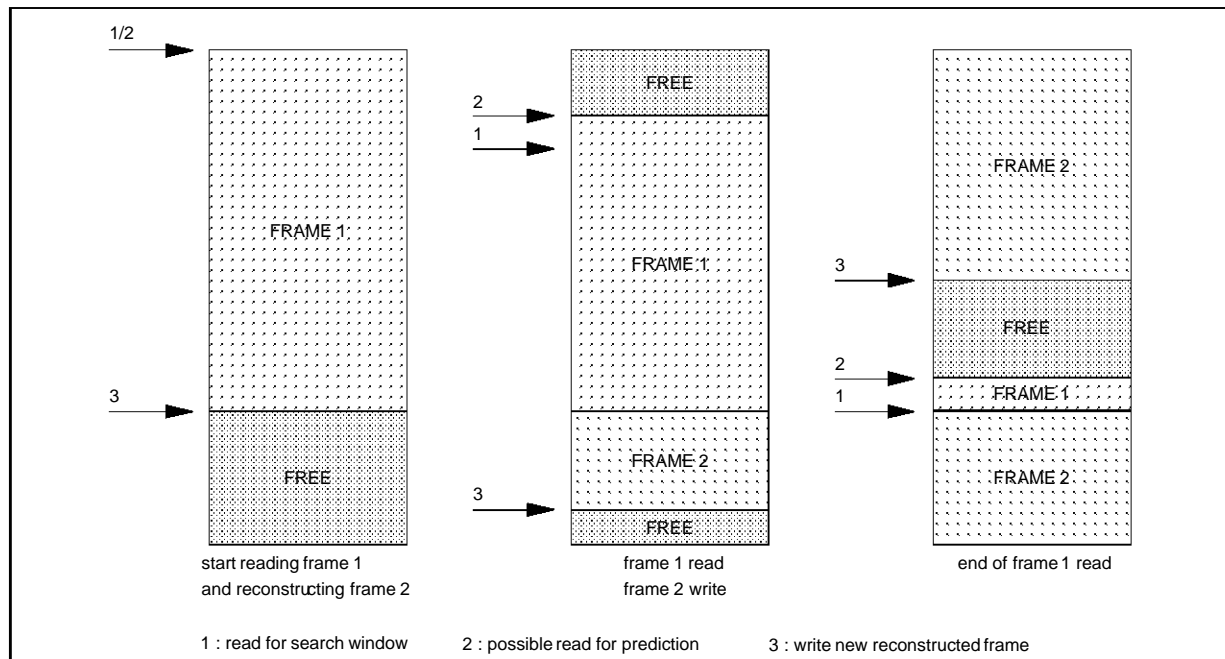 1/2
FRAME 1
3
FREE
start reading frame 1
and reconstructing frame 2
FREE
2
1
FRAME 1
FRAME 2
3
FREE
frame 1 read
frame 2 write
FRAME 2
3
FREE
2
FRAME 1
1
FRAME 2
end of frame 1 read
1 : read for search window 2 : possible read for prediction 3 : write new reconstructed frame